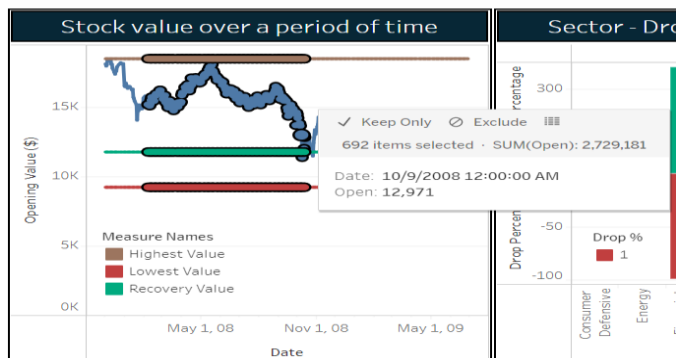 Stock value over a period of time
Opening Value ($)
15K
10K
5K
0K
Measure Names
Highest Value
Lowest Value
Recovery Value
May 1, 08
Nov 1, 08
May 1, 09
Date
Keep Only
Exclude
692 items selected · SUM(Open): 2,729,181
Date: 10/9/2008 12:00:00 AM
Open: 12,971
Sector - Dro
300
-50
-100
Drop %
1
Consumer
Defensive
Energy